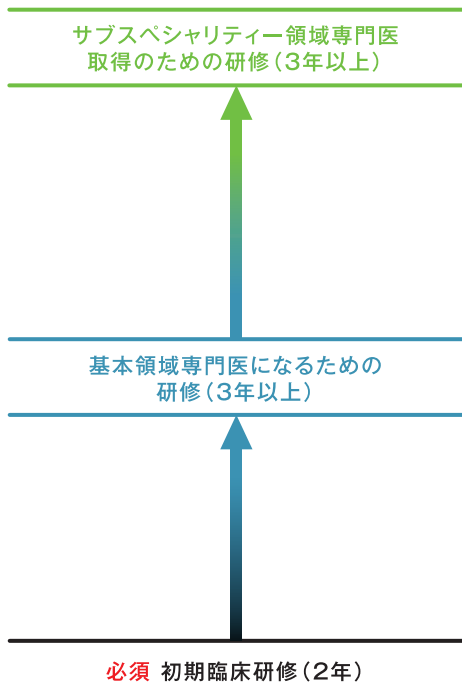 サブスペシャリティー領域専門医
取得のための研修（3年以上）
基本領域専門医になるための
研修（3年以上）
必須 初期臨床研修（2年）